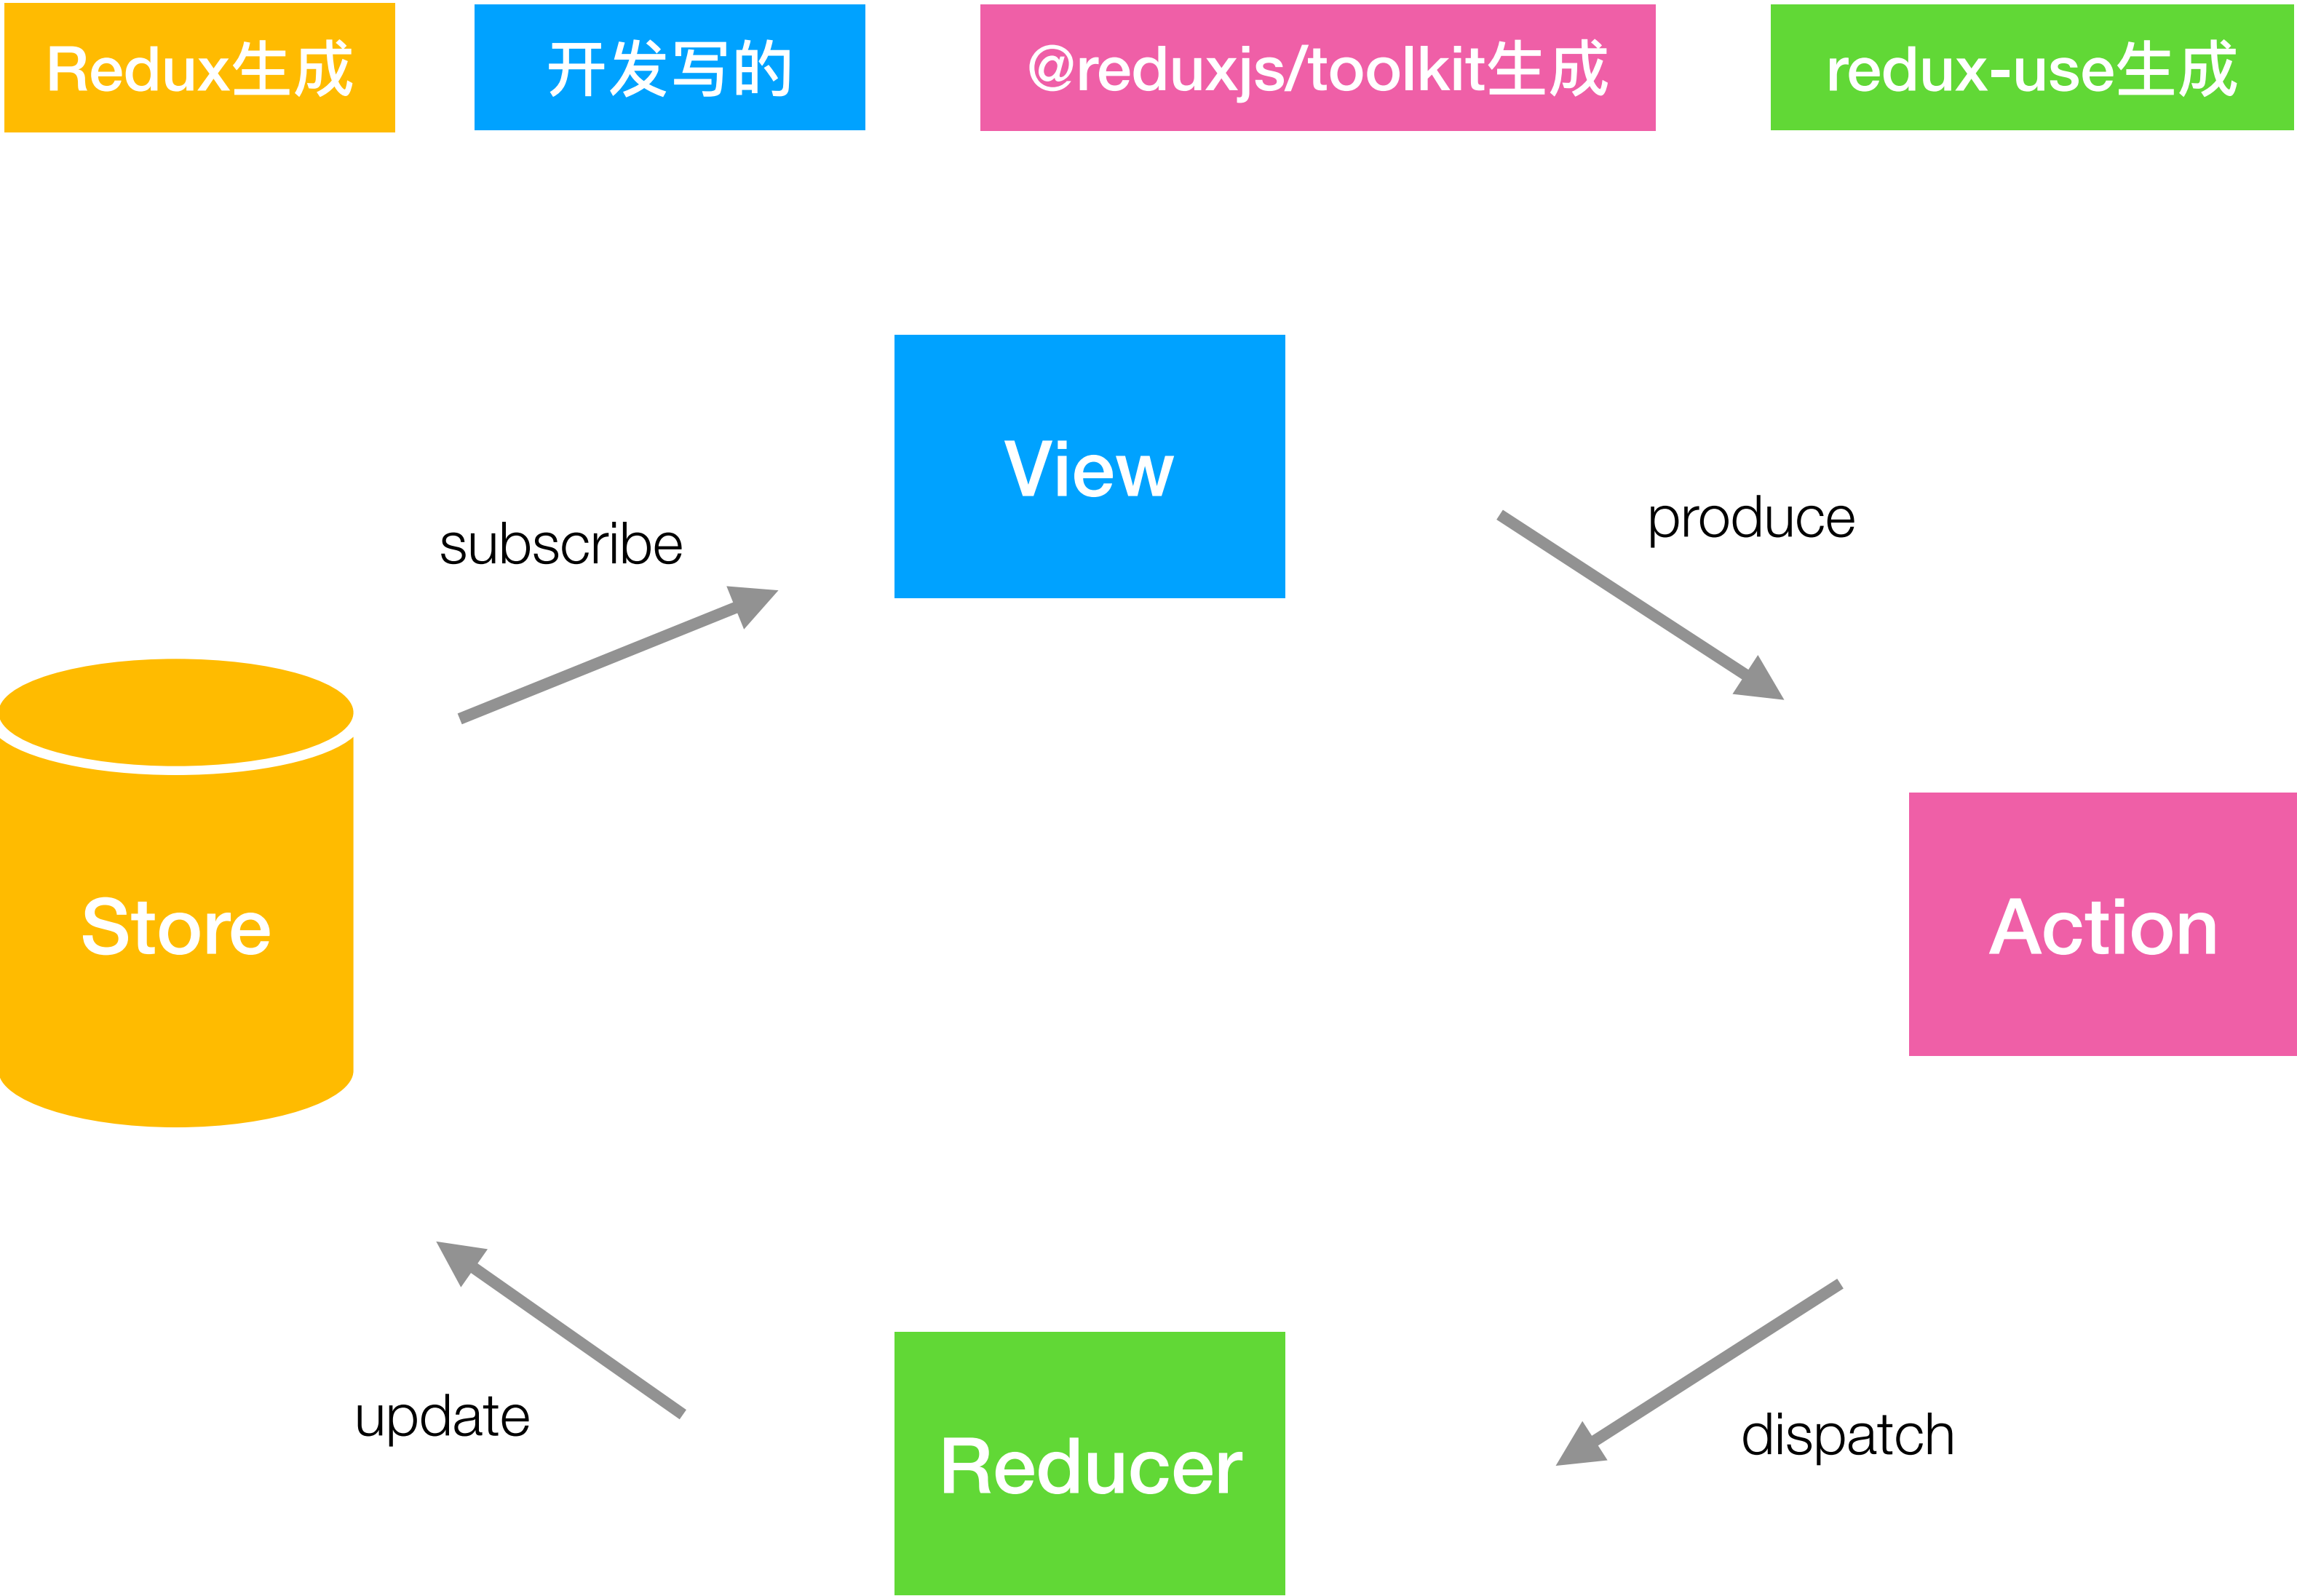 Redux生成
开发写的
@reduxjs/toolkit生成
redux-use生成
View
produce
subscribe
Store
Action
update
dispatch
Reducer